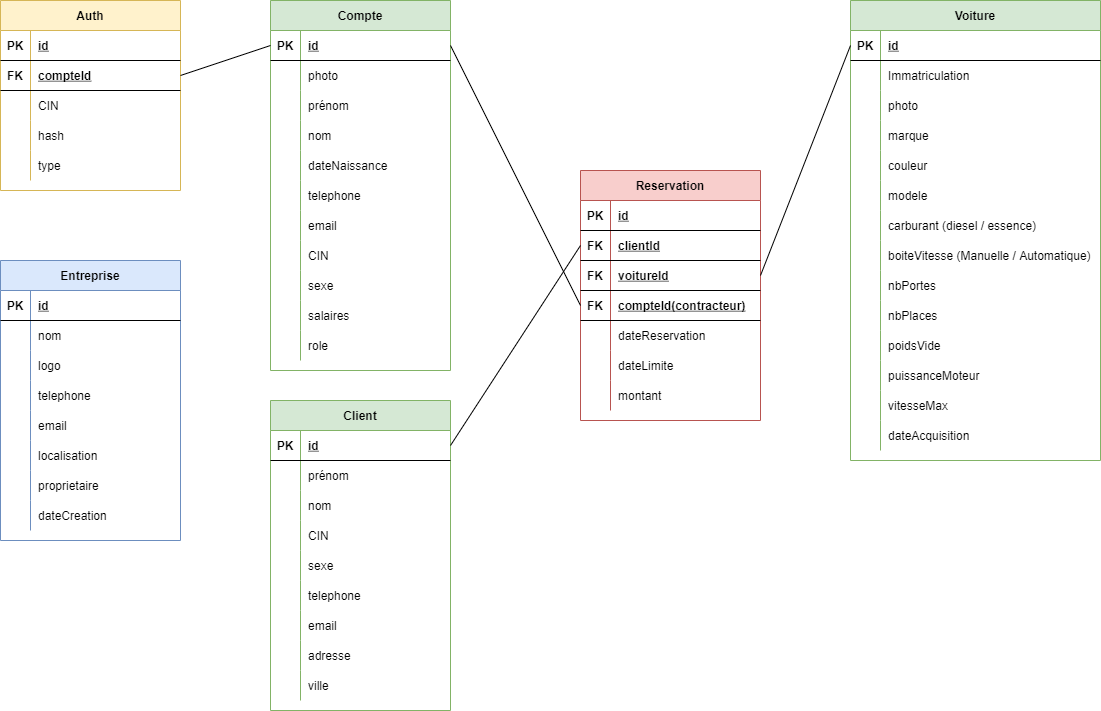 Auth
PK id
FK compteId
CIN
hash
type
Entreprise
PK id
nom
logo
telephone
email
localisation
proprietaire
dateCreation
Compte
PK id
photo
prénom
nom
dateNaissance
telephone
email
CIN
sexe
salaires
role
Client
PK id
prénom
nom
CIN
sexe
telephone
email
adresse
ville
Reservation
PK id
FK clientId
FK voitureId
FK compteId(contracteur)
dateReservation
dateLimite
montant
Voiture
PK id
Immatriculation
photo
marque
couleur
modele
carburant (diesel / essence)
boiteVitesse (Manuelle / Automatique)
nbPortes
nbPlaces
poidsVide
puissanceMoteur
vitesseMax
dateAcquisition